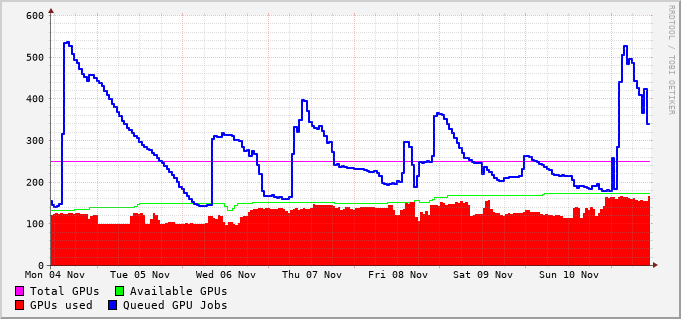 600
500
400
300
200
100
0
Mon 04 Nov Tue 05 Nov Wed 06 Nov Thu 07 Nov Fri 08 Nov Sat 09 Nov Sun 10 Nov
Total GPUs Available GPUs
GPUs used Queued GPU Jobs
RRDTOOL / TOBI OETIKER